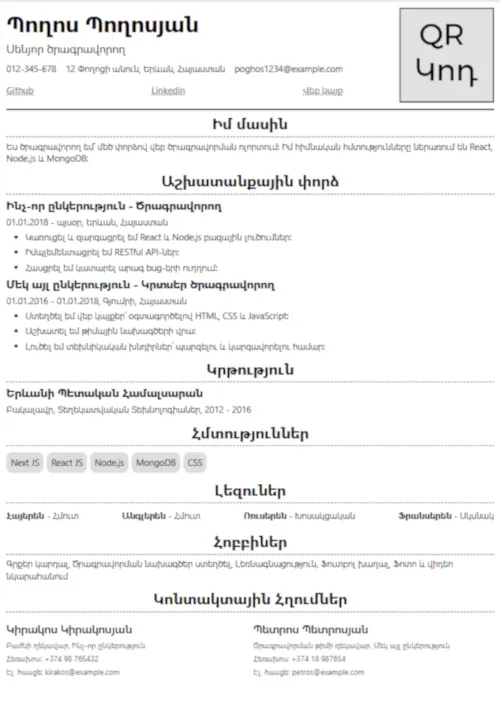 Պողոս Պողոսյան
Սենյոր ծրագրավորող
012-345-678 12 Փողոցի անուն, Երևան, Հայաստան poghos1234@example.com
Github Linkedin Վեբ կայք
QR
Կոդ
Իմ մասին
Ես ծրագրավորող եմ՝ մեծ փորձով վեբ ծրագրավորման ոլորտում: Իմ հիմնական հմտությունները ներառում են React,
Node.js և MongoDB:
Աշխատանքային փորձ
Ինչ-որ ընկերություն - Ծրագրավորող
01.01.2018 - այսօր, Երևան, Հայաստան
• Կառուցել և զարգացրել եմ React և Node.js բազային լուծումներ:
• Իմպլեմենտացրել եմ RESTful API-ներ:
• Հասցրել եմ կատարել արագ բագ-երի ուղղում:
Մեկ այլ ընկերություն - Կրտսեր ծրագրավորող
01.01.2016 - 01.01.2018, Գյումրի, Հայաստան
• Ստեղծել եմ վեբ կայքեր՝ օգտագործելով HTML, CSS և JavaScript:
• Աշխատել եմ թիմային նախագծերի վրա:
• Լուծել եմ տեխնիկական խնդիրներ՝ պարզելու և կարգավորելու համար:
Կրթություն
Երևանի Պետական Համալսարան
Բակալավր, Տեղեկատվական Տեխնոլոգիաներ, 2012 - 2016
Հմտություններ
Next JS React JS Node.js MongoDB CSS
Լեզուներ
Հայերեն - Հմուտ Անգլերեն - Հմուտ Ռուսերեն - Խոսակցական Ֆրանսերեն - Սկսնակ
Հոբբիներ
Գրքեր կարդալ, Ծրագրավորման նախագծեր ստեղծել, Լեռնագնացություն, Ֆուտբոլ խաղալ, Ֆոտո և վիդեո
նկարահանում
Կոնտակտային Հղումներ
Կիրակոս Կիրակոսյան Պետրոս Պետրոսյան
Բաժնի ղեկավար, Ինչ-որ ընկերություն Ծրագրավորման թիմի ղեկավար, Մեկ այլ ընկերություն
Հեռախոս: +374 98 765432 Հեռախոս: +374 18 987654
Էլ. հասցե: kirakos@example.com Էլ. հասցե: petros@example.com